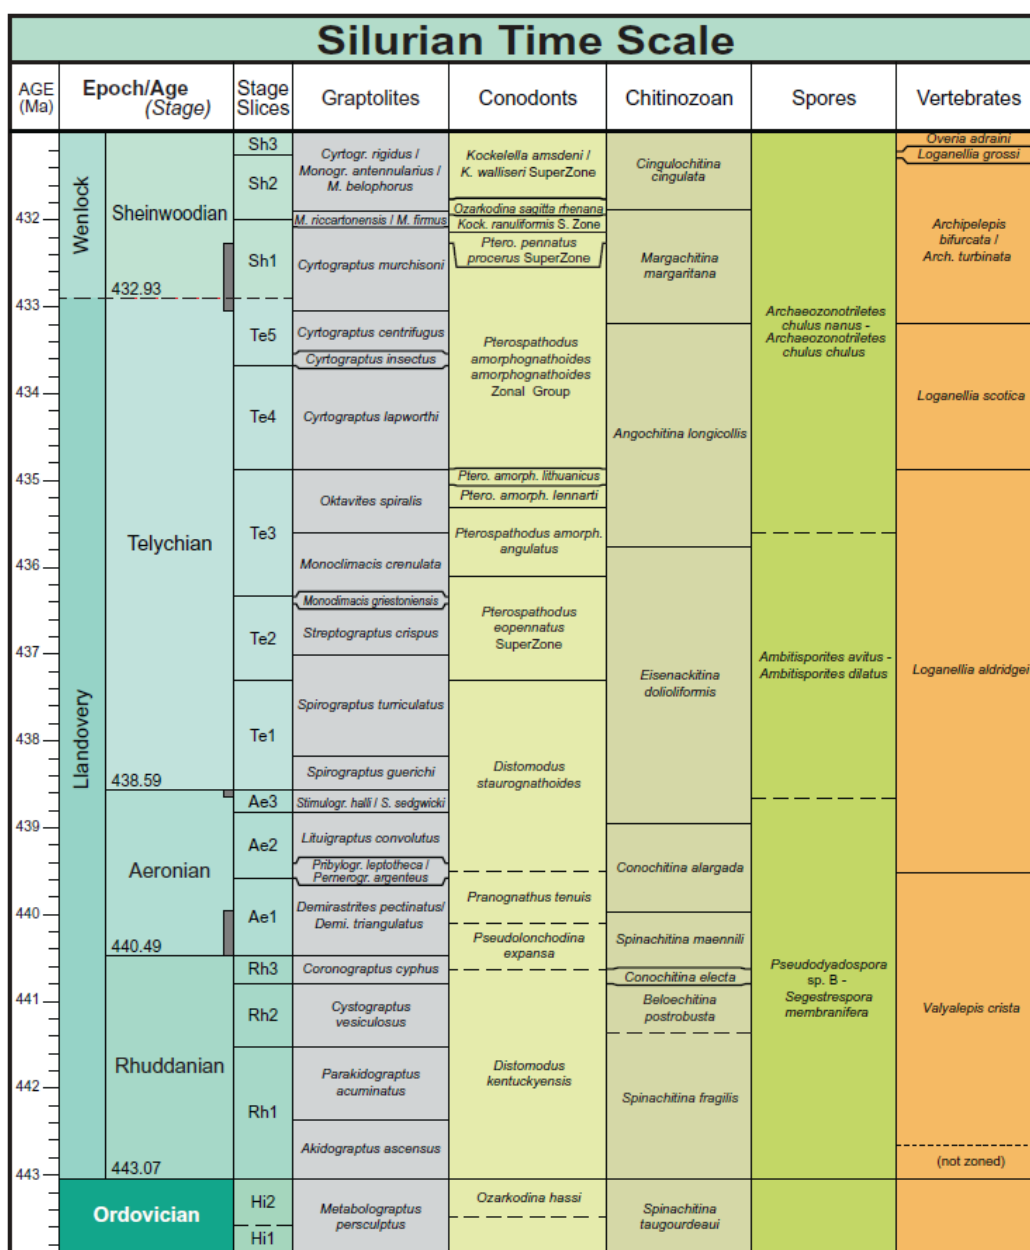 Silurian Time Scale
AGE
(Ma)
Epoch/Age
(Stage)
Stage
Slices
Graptolites
Conodonts
Chitinozoan
Spores
Vertebrates
432
433
434
435
436
437
438
439
440
441
442
443
Wenlock
Llandovery
Sheinwoodian
432.93
Telychian
438.59
Aeronian
440.49
Rhuddanian
443.07
Ordovician
Sh3
Sh2
Sh1
Te5
Te4
Te3
Te2
Te1
Ae3
Ae2
Ae1
Rh3
Rh2
Rh1
Hi2
Hi1
Cyrtogr. rigidus /
Monogr. antennularius /
M. belophorus
M. riccartonensis / M. firmus
Cyrtograptus murchisoni
Cyrtograptus centrifugus
Cyrtograptus insectus
Cyrtograptus lapworthi
Oktavites spiralis
Monoclimacis crenulata
Monoclimacis griestoniensis
Streptograptus crispus
Spirograptus turriculatus
Spirograptus guerichi
Stimulogr. halli / S. sedgwicki
Lituigraptus convolutus
Pribylogr. leptotheca /
Pernerogr. argenteus
Demirastrites pectinatus/
Demi. triangulatus
Coronograptus cyphus
Cystograptus
vesiculosus
Parakidograptus
acuminatus
Akidograptus ascensus
Metabolograptus
persculptus
Kockelella amsdeni /
K. walliseri SuperZone
Ozarkodina sagitta rhenana
Kock. ranuliformis S. Zone
Ptero. pennatus
procerus SuperZone
Pterospathodus
amorphognathoides
amorphognathoides
Zonal Group
Ptero. amorph. lithuanicus
Ptero. amorph. lennarti
Pterospathodus amorph.
angulatus
Pterospathodus
eopennatus
SuperZone
Distomodus
staurognathoides
Pranognathus tenuis
Pseudolonchodina
expansa
Distomodus
kentuckyensis
Ozarkodina hassi
Cingulochitina
cingulata
Margachitina
margaritana
Angochitina longicollis
Eisenackitina
dolioliformis
Conochitina alargada
Spinachitina maennili
Conochitina electa
Beloechitina
postrobusta
Spinachitina fragilis
Spinachitina
taugourdeaui
Archaeozonotriletes
chulus nanus -
Archaeozonotriletes
chulus chulus
Ambitisporites avitus -
Ambitisporites dilatus
Pseudodyadospora
sp. B -
Segestrespora
membranifera
Overia adraini
Loganellia grossi
Archipelepis
bifurcata /
Arch. turbinata
Loganellia scotica
Loganellia aldridgei
Valyalepis crista
(not zoned)